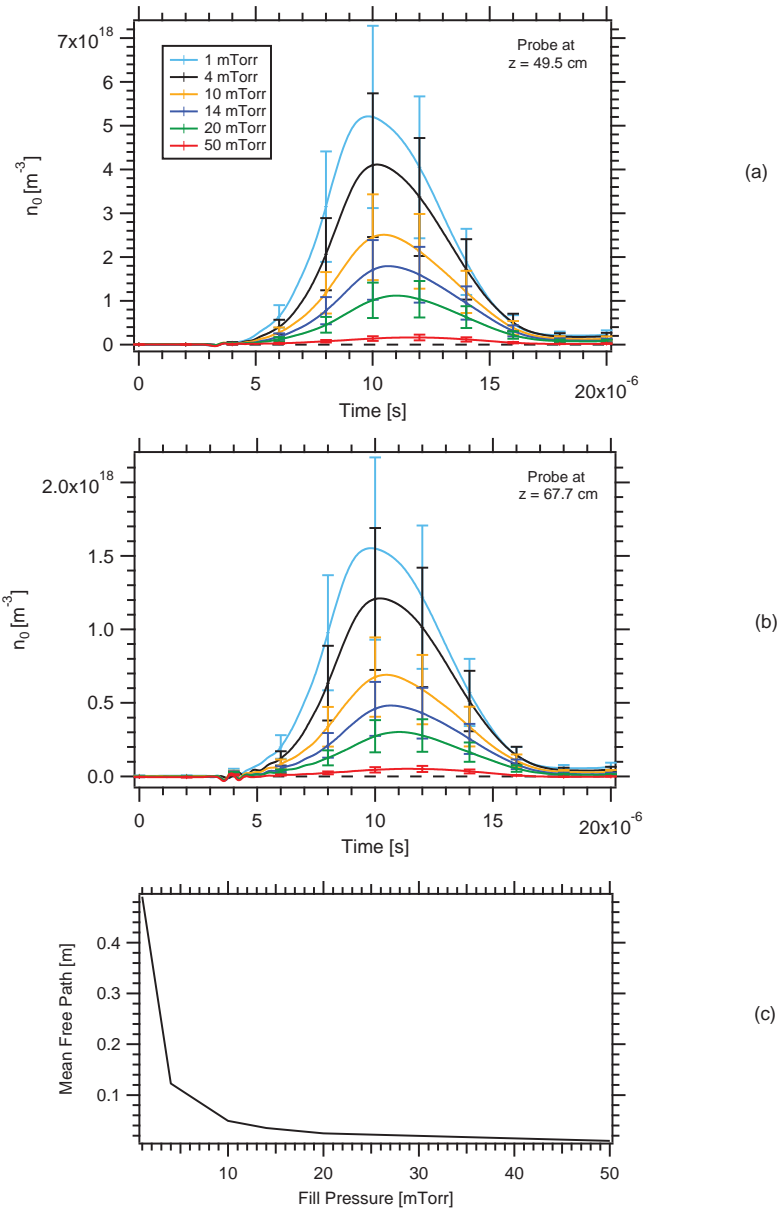 7x10^18
6
5
4
3
2
1
0
n0 [m^-3]
1 mTorr
4 mTorr
10 mTorr
14 mTorr
20 mTorr
50 mTorr
Probe at
z = 49.5 cm
(a)
0
5
10
15
20x10^-6
Time [s]
2.0x10^18
1.5
1.0
0.5
0.0
n0 [m^-3]
Probe at
z = 67.7 cm
(b)
0
5
10
15
20x10^-6
Time [s]
0.4
0.3
0.2
0.1
Mean Free Path [m]
(c)
10
20
30
40
50
Fill Pressure [mTorr]